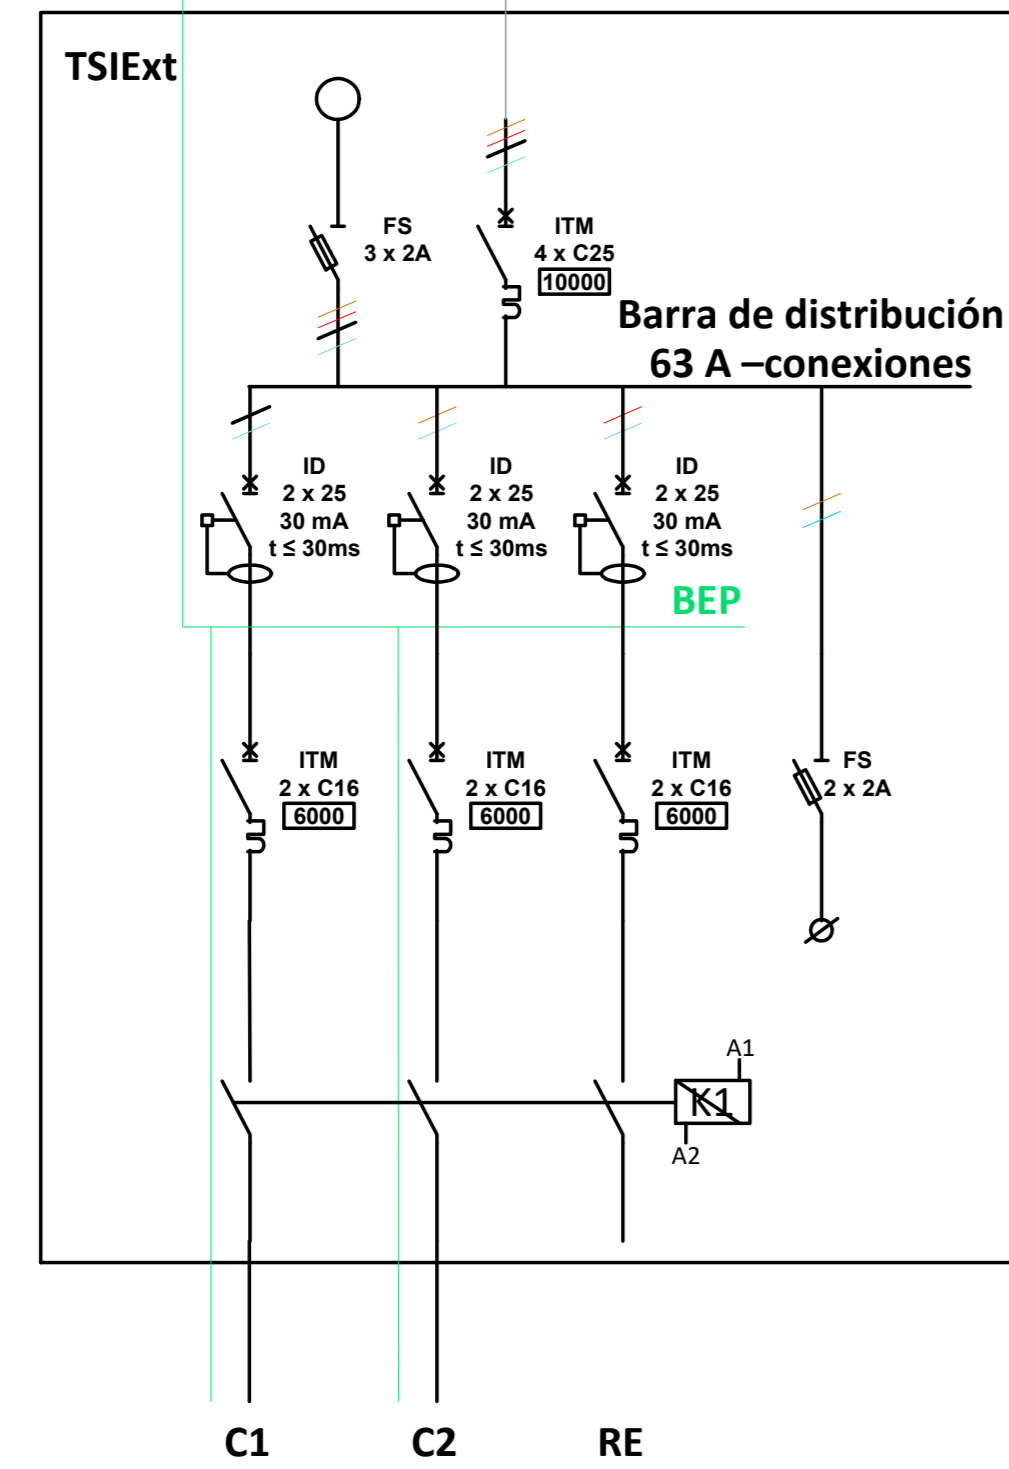 TSIExt
FS
3 x 2A
ITM
4 x C25
10000
Barra de distribución
63 A –conexiones
ID
2 x 25
30 mA
t ≤ 30ms
ID
2 x 25
30 mA
t ≤ 30ms
ID
2 x 25
30 mA
t ≤ 30ms
BEP
ITM
2 x C16
6000
ITM
2 x C16
6000
ITM
2 x C16
6000
FS
2 x 2A
A1
K1
A2
C1
C2
RE